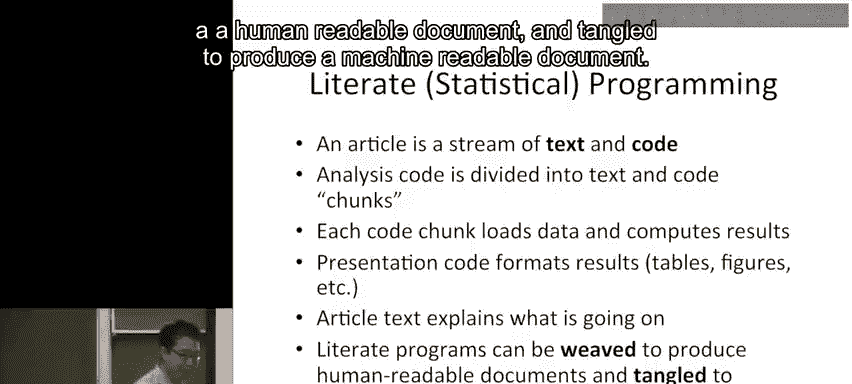 a a human readable document, and tangled
to produce a machine readable document.
Literate (Statistical) Programming
• An article is a stream of text and code
• Analysis code is divided into text and code
“chunks”
• Each code chunk loads data and computes results
• Presentation code formats results (tables, figures,
etc.)
• Article text explains what is going on
• Literate programs can be weaved to produce
human-readable documents and tangled to